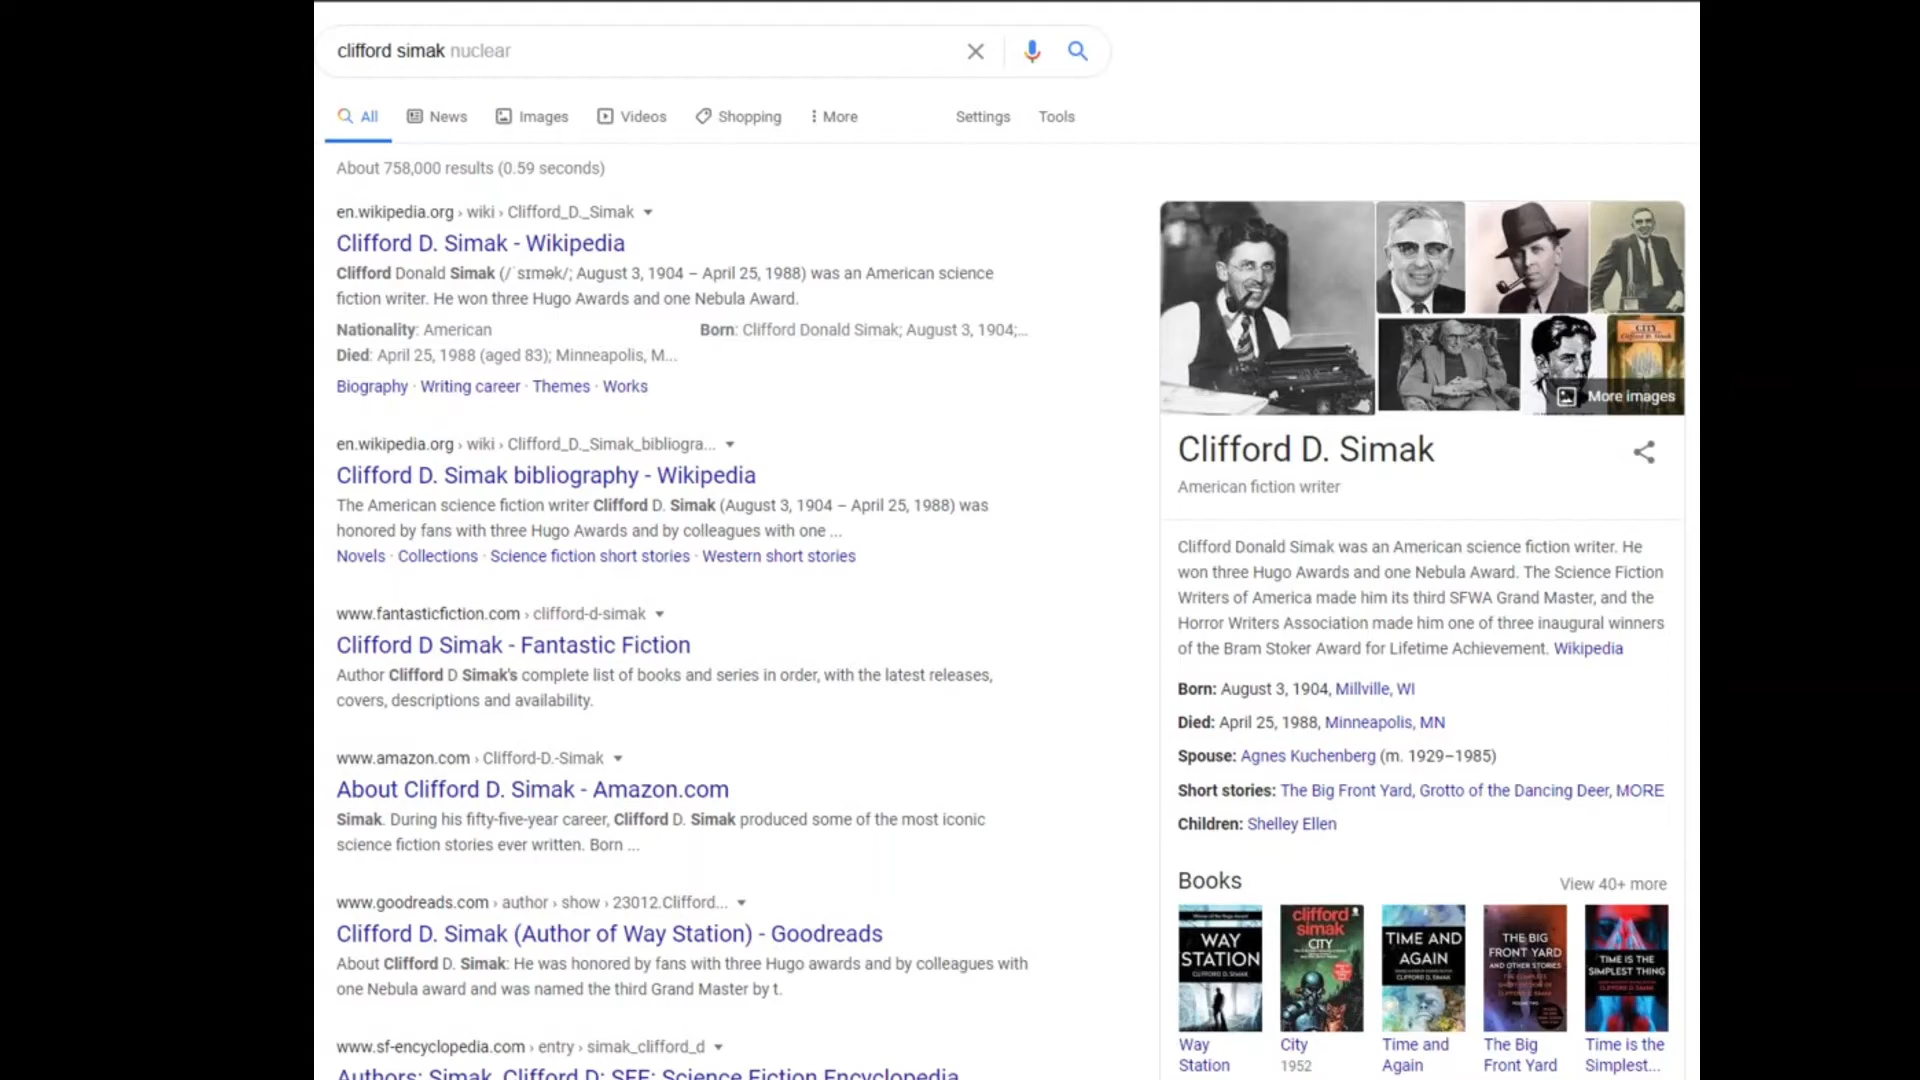 clifford simak nuclear
All News Images Videos Shopping More Settings Tools
About 758,000 results (0.59 seconds)
en.wikipedia.org › wiki › Clifford_D._Simak
Clifford D. Simak - Wikipedia
Clifford Donald Simak (/ˈsɪmək/; August 3, 1904 – April 25, 1988) was an American science
fiction writer. He won three Hugo Awards and one Nebula Award.
Nationality: American Born: Clifford Donald Simak; August 3, 1904;...
Died: April 25, 1988 (aged 83); Minneapolis, M...
Biography · Writing career · Themes · Works
en.wikipedia.org › wiki › Clifford_D._Simak_bibliogra...
Clifford D. Simak bibliography - Wikipedia
The American science fiction writer Clifford D. Simak (August 3, 1904 – April 25, 1988) was
honored by fans with three Hugo Awards and by colleagues with one ...
Novels · Collections · Science fiction short stories · Western short stories
www.fantasticfiction.com › clifford-d-simak
Clifford D Simak - Fantastic Fiction
Author Clifford D Simak's complete list of books and series in order, with the latest releases,
covers, descriptions and availability.
www.amazon.com › Clifford-D.-Simak
About Clifford D. Simak - Amazon.com
Simak. During his fifty-five-year career, Clifford D. Simak produced some of the most iconic
science fiction stories ever written. Born ...
www.goodreads.com › author › show › 23012.Clifford...
Clifford D. Simak (Author of Way Station) - Goodreads
About Clifford D. Simak: He was honored by fans with three Hugo awards and by colleagues with
one Nebula award and was named the third Grand Master by t.
www.sf-encyclopedia.com › entry › simak_clifford_d
Authors: Simak, Clifford D: SFE: Science Fiction Encyclopedia
CITY
More images
Clifford D. Simak
American fiction writer
Clifford Donald Simak was an American science fiction writer. He
won three Hugo Awards and one Nebula Award. The Science Fiction
Writers of America made him its third SFWA Grand Master, and the
Horror Writers Association made him one of three inaugural winners
of the Bram Stoker Award for Lifetime Achievement. Wikipedia
Born: August 3, 1904, Millville, WI
Died: April 25, 1988, Minneapolis, MN
Spouse: Agnes Kuchenberg (m. 1929–1985)
Short stories: The Big Front Yard, Grotto of the Dancing Deer, MORE
Children: Shelley Ellen
Books View 40+ more
WAY
STATION
CLIFFORD D. SIMAK
clifford
simak
CITY
TIME AND
AGAIN
CLIFFORD D. SIMAK
THE BIG
FRONT YARD
AND OTHER STORIES
TIME IS THE
SIMPLEST THING
CLIFFORD D. SIMAK
Way
Station
City
1952
Time and
Again
The Big
Front Yard
Time is the
Simplest...